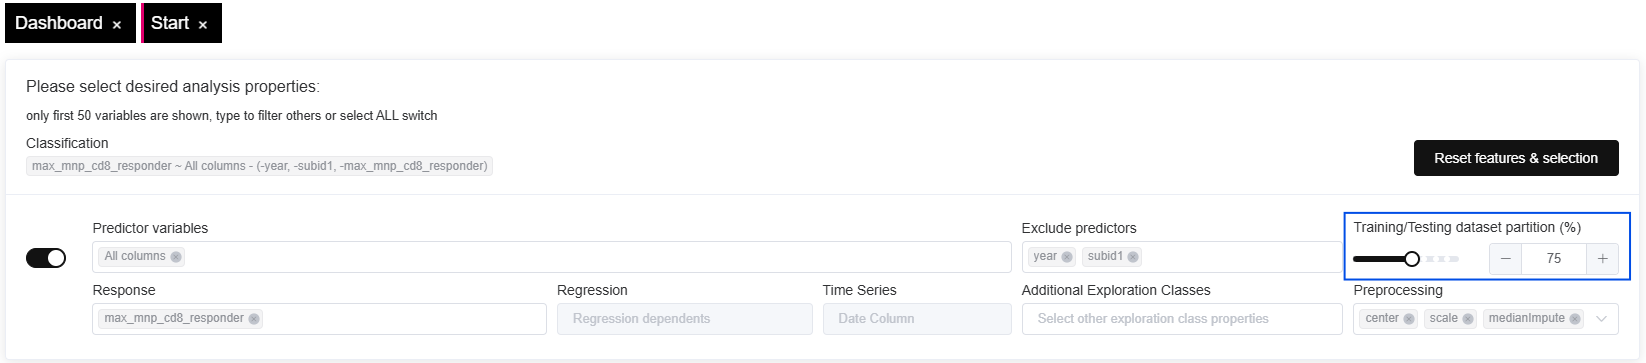 Dashboard ×
Start ×
Please select desired analysis properties:
only first 50 variables are shown, type to filter others or select ALL switch
Classification
max_mnp_cd8_responder ~ All columns - (-year, -subid1, -max_mnp_cd8_responder)
Reset features & selection
Predictor variables
All columns
Exclude predictors
year
subid1
Training/Testing dataset partition (%)
− 75 +
Response
max_mnp_cd8_responder
Regression
Regression dependents
Time Series
Date Column
Additional Exploration Classes
Select other exploration class properties
Preprocessing
center
scale
medianImpute